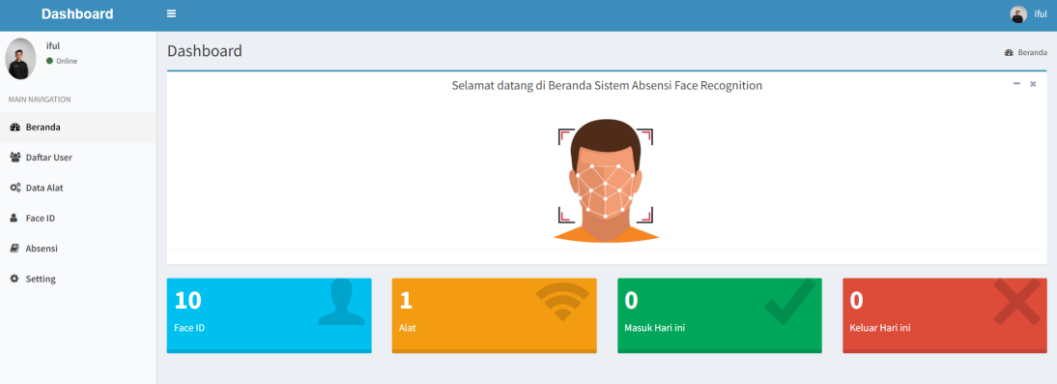 Dashboard
iful
iful
Online
MAIN NAVIGATION
Beranda
Daftar User
Data Alat
Face ID
Absensi
Setting
Dashboard
Beranda
Selamat datang di Beranda Sistem Absensi Face Recognition
10
Face ID
1
Alat
0
Masuk Hari ini
0
Keluar Hari ini